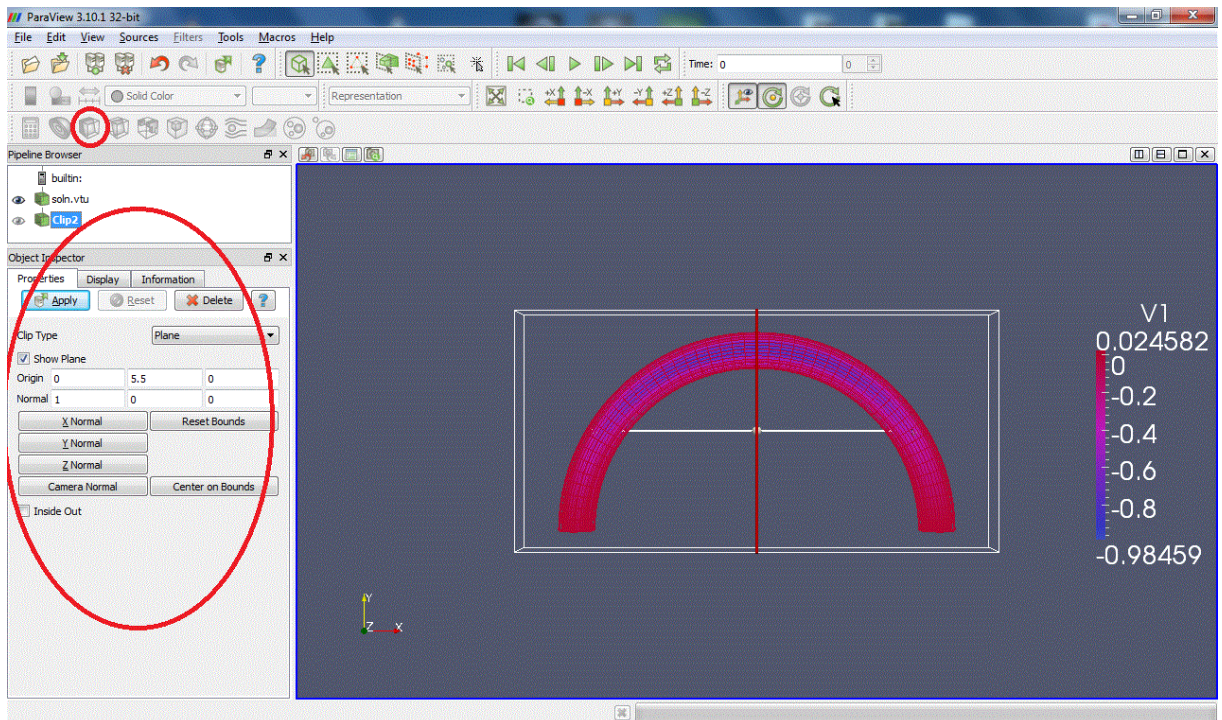 ParaView 3.10.1 32-bit
File Edit View Sources Filters Tools Macros Help
Time: 0 0
Solid Color Representation
+X -X +Y -Y +Z -Z
Pipeline Browser
builtin:
soln.vtu
Clip2
Object Inspector
Properties Display Information
Apply Reset Delete ?
Clip Type Plane
Show Plane
Origin 0 5.5 0
Normal 1 0 0
X Normal Reset Bounds
Y Normal
Z Normal
Camera Normal Center on Bounds
Inside Out
V1
0.024582
0
-0.2
-0.4
-0.6
-0.8
-0.98459
Y
Z X